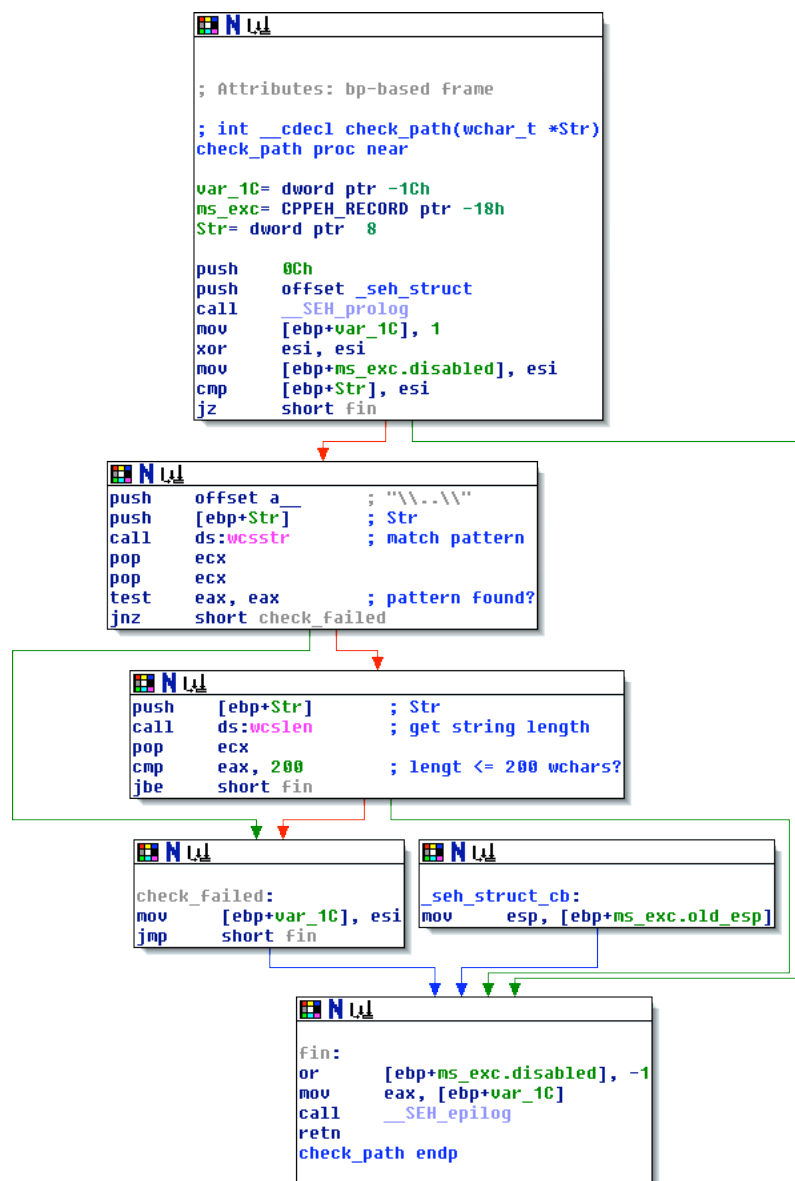 ; Attributes: bp-based frame
; int __cdecl check_path(wchar_t *Str)
check_path proc near
var_1C= dword ptr -1Ch
ms_exc= CPPEH_RECORD ptr -18h
Str= dword ptr  8
push    0Ch
push    offset _seh_struct
call    __SEH_prolog
mov     [ebp+var_1C], 1
xor     esi, esi
mov     [ebp+ms_exc.disabled], esi
cmp     [ebp+Str], esi
jz      short fin
push    offset a__      ; "\\..\\"
push    [ebp+Str]       ; Str
call    ds:wcsstr       ; match pattern
pop     ecx
pop     ecx
test    eax, eax        ; pattern found?
jnz     short check_failed
push    [ebp+Str]       ; Str
call    ds:wcslen       ; get string length
pop     ecx
cmp     eax, 200        ; lengt <= 200 wchars?
jbe     short fin
check_failed:
mov     [ebp+var_1C], esi
jmp     short fin
_seh_struct_cb:
mov     esp, [ebp+ms_exc.old_esp]
fin:
or      [ebp+ms_exc.disabled], -1
mov     eax, [ebp+var_1C]
call    __SEH_epilog
retn
check_path endp